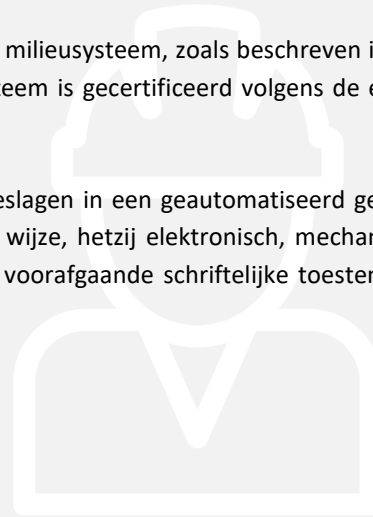 milieusysteem, zoals beschreven i
teem is gecertificeerd volgens de e
eslagen in een geautomatiseerd ge
wijze, hetzij elektronisch, mechan
voorafgaande schriftelijke toestem